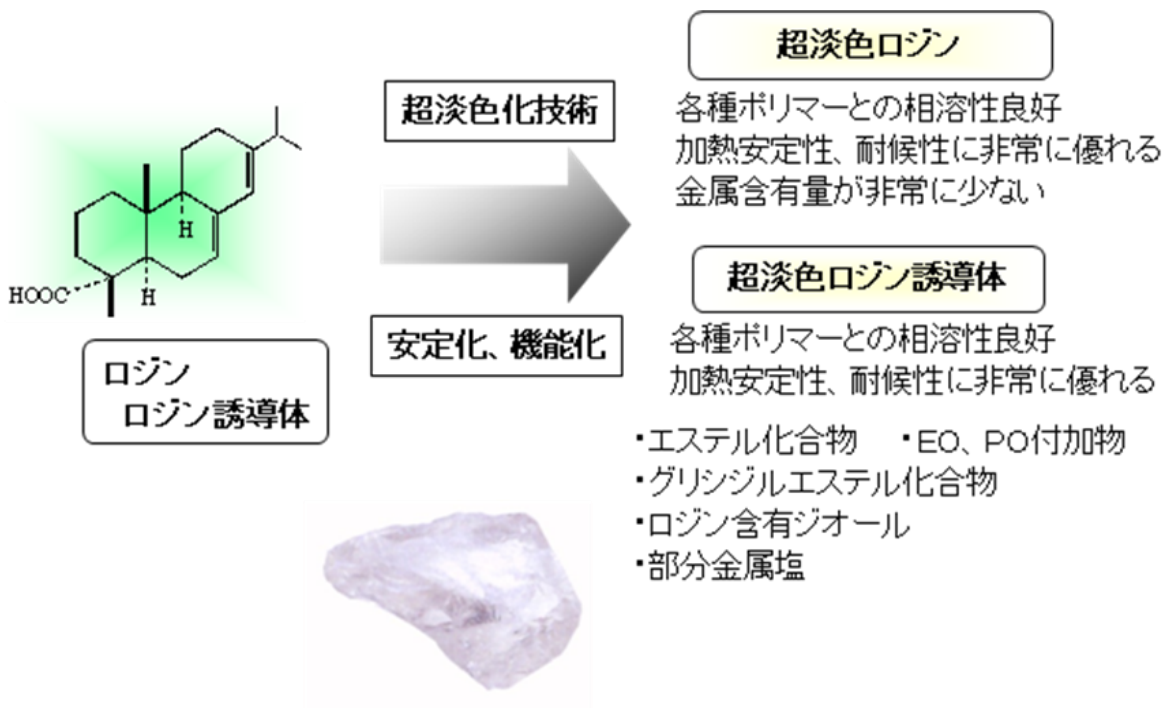 超淡色ロジン
超淡色化技術
各種ポリマーとの相溶性良好
加熱安定性、耐候性に非常に優れる
金属含有量が非常に少ない
H
HOOC
H
超淡色ロジン誘導体
安定化、機能化
各種ポリマーとの相溶性良好
加熱安定性、耐候性に非常に優れる
ロジン
ロジン誘導体
・エステル化合物 ・EO、PO付加物
・グリシジルエステル化合物
・ロジン含有ジオール
・部分金属塩